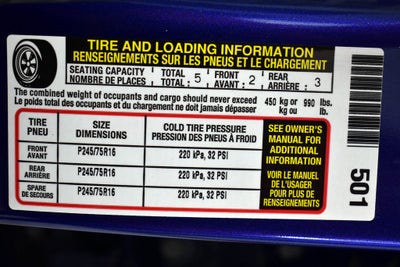 TIRE AND LOADING INFORMATION
RENSEIGNEMENTS SUR LES PNEUS ET LE CHARGEMENT
SEATING CAPACITY TOTAL FRONT REAR
NOMBRE DE PLACES TOTAL : 5 AVANT : 2 ARRIÈRE : 3
The combined weight of occupants and cargo should never exceed 450 kg or 990 lbs.
Le poids total des occupants et du chargement ne doit jamais dépasser kg ou lb.
TIRE SIZE COLD TIRE PRESSURE
PNEU DIMENSIONS PRESSION DES PNEUS À FROID
FRONT
AVANT P245/75R16 220 kPa, 32 PSI
REAR
ARRIÈRE P245/75R16 220 kPa, 32 PSI
SPARE
DE SECOURS P245/75R16 220 kPa, 32 PSI
SEE OWNER'S
MANUAL FOR
ADDITIONAL
INFORMATION
VOIR LE MANUEL
DE L'USAGER
POUR PLUS DE
RENSEIGNEMENTS
501